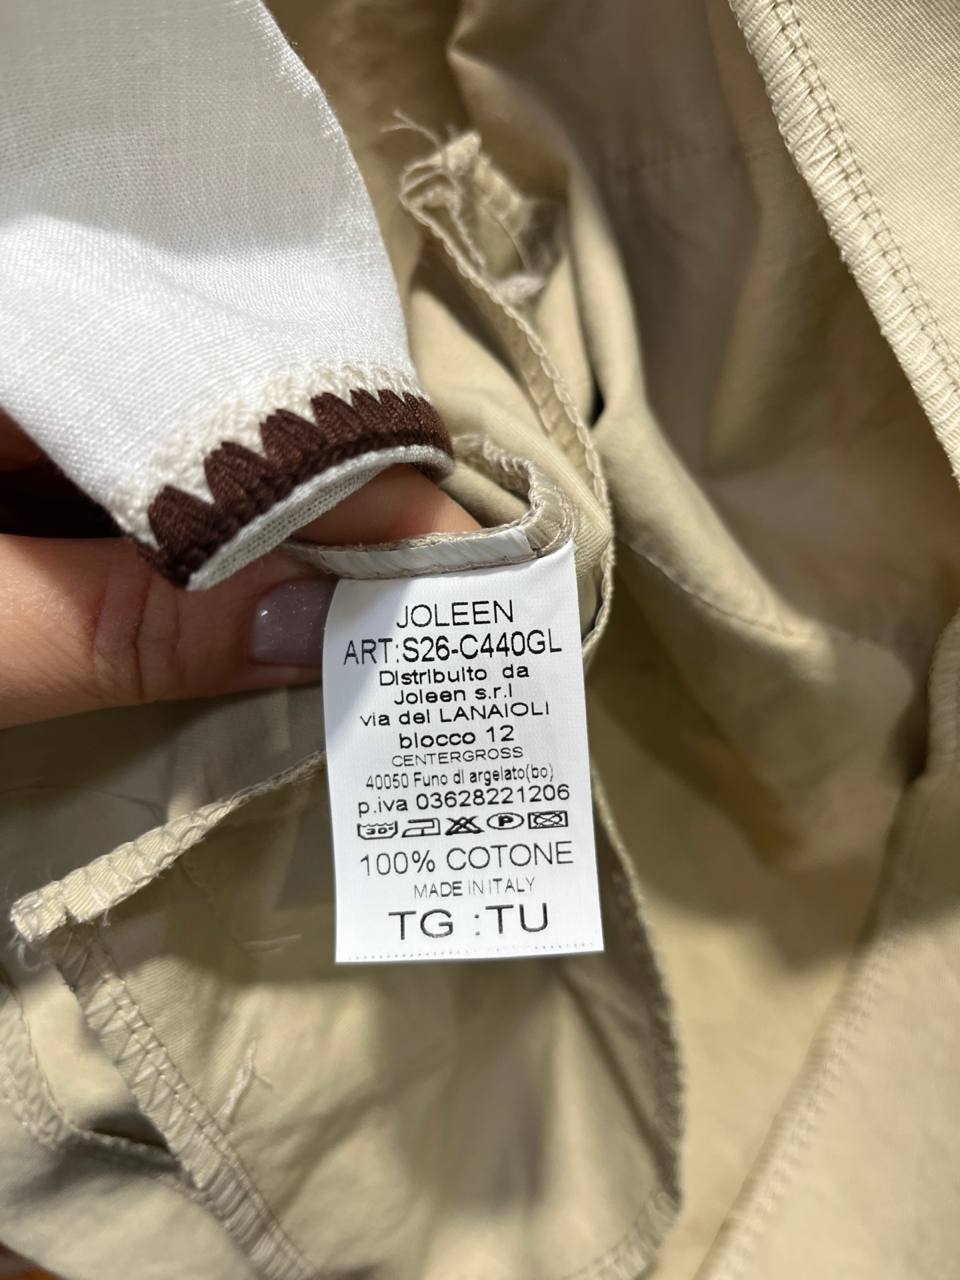 JOLEEN
ART:S26-C440GL
Distribuito da
Joleen s.r.l
via dei LANAIOLI
blocco 12
CENTERGROSS
40050 Funo di argelato(bo)
p.iva 03628221206
30° P
100% COTONE
MADE IN ITALY
TG :TU